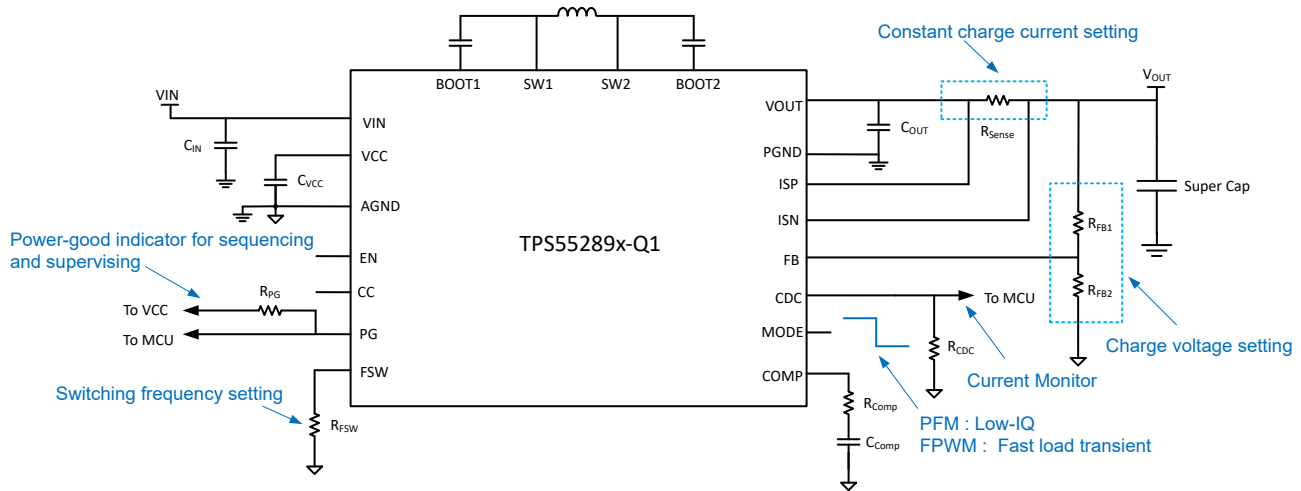 Constant charge current setting
BOOT1
SW1
SW2
BOOT2
VIN
VIN
CIN
VCC
CVCC
AGND
Power-good indicator for sequencing
and supervising
EN
CC
RPG
To VCC
To MCU
PG
FSW
Switching frequency setting
RFSW
TPS55289x-Q1
VOUT
VOUT
COUT
RSense
PGND
ISP
ISN
Super Cap
RFB1
FB
RFB2
CDC
To MCU
MODE
RCDC
Charge voltage setting
COMP
Current Monitor
RComp
CComp
PFM : Low-IQ
FPWM : Fast load transient